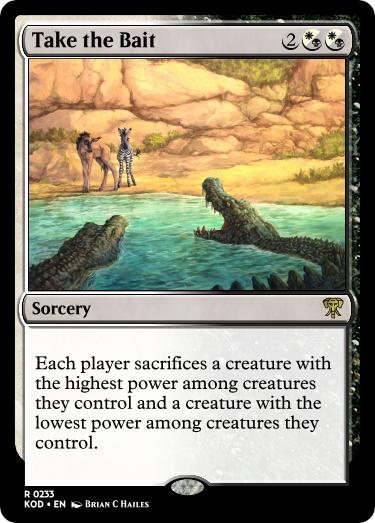 Take the Bait 2
Sorcery
Each player sacrifices a creature with
the highest power among creatures
they control and a creature with the
lowest power among creatures they
control.
R 0233
KOD • EN Brian C Hailes